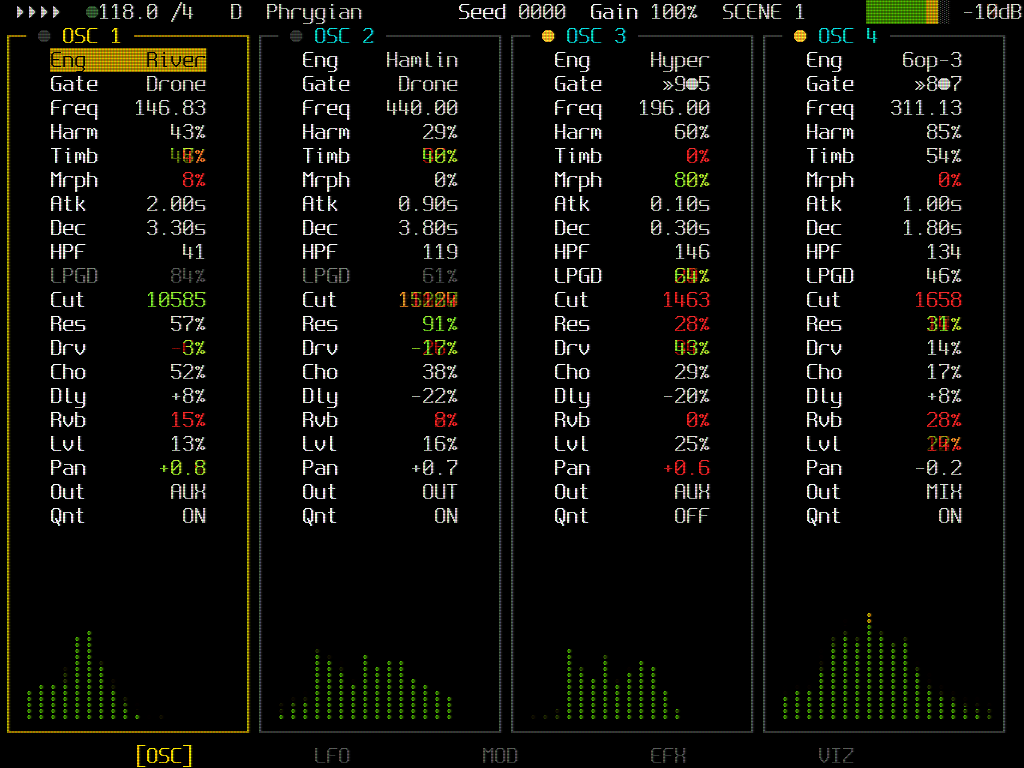 118.0 /4 D Phrygian Seed 0000 Gain 100% SCENE 1 -10dB
OSC 1 OSC 2 OSC 3 OSC 4
Eng River Eng Hamlin Eng Hyper Eng 6op-3
Gate Drone Gate Drone Gate »9●5 Gate »8●7
Freq 146.83 Freq 440.00 Freq 196.00 Freq 311.13
Harm 43% Harm 29% Harm 60% Harm 85%
Timb Timb Timb 0% Timb 54%
Mrph 8% Mrph 0% Mrph 80% Mrph 0%
Atk 2.00s Atk 0.90s Atk 0.10s Atk 1.00s
Dec 3.30s Dec 3.80s Dec 0.30s Dec 1.80s
HPF 41 HPF 119 HPF 146 HPF 134
LPGD 84% LPGD 61% LPGD LPGD 46%
Cut 10585 Cut Cut 1463 Cut 1658
Res 57% Res 91% Res 28% Res
Drv Drv Drv Drv 14%
Cho 52% Cho 38% Cho 29% Cho 17%
Dly +8% Dly -22% Dly -20% Dly +8%
Rvb 15% Rvb Rvb 0% Rvb 28%
Lvl 13% Lvl 16% Lvl 25% Lvl
Pan +0.8 Pan +0.7 Pan +0.6 Pan -0.2
Out AUX Out OUT Out AUX Out MIX
Qnt ON Qnt ON Qnt OFF Qnt ON
[OSC] LFO MOD EFX VIZ